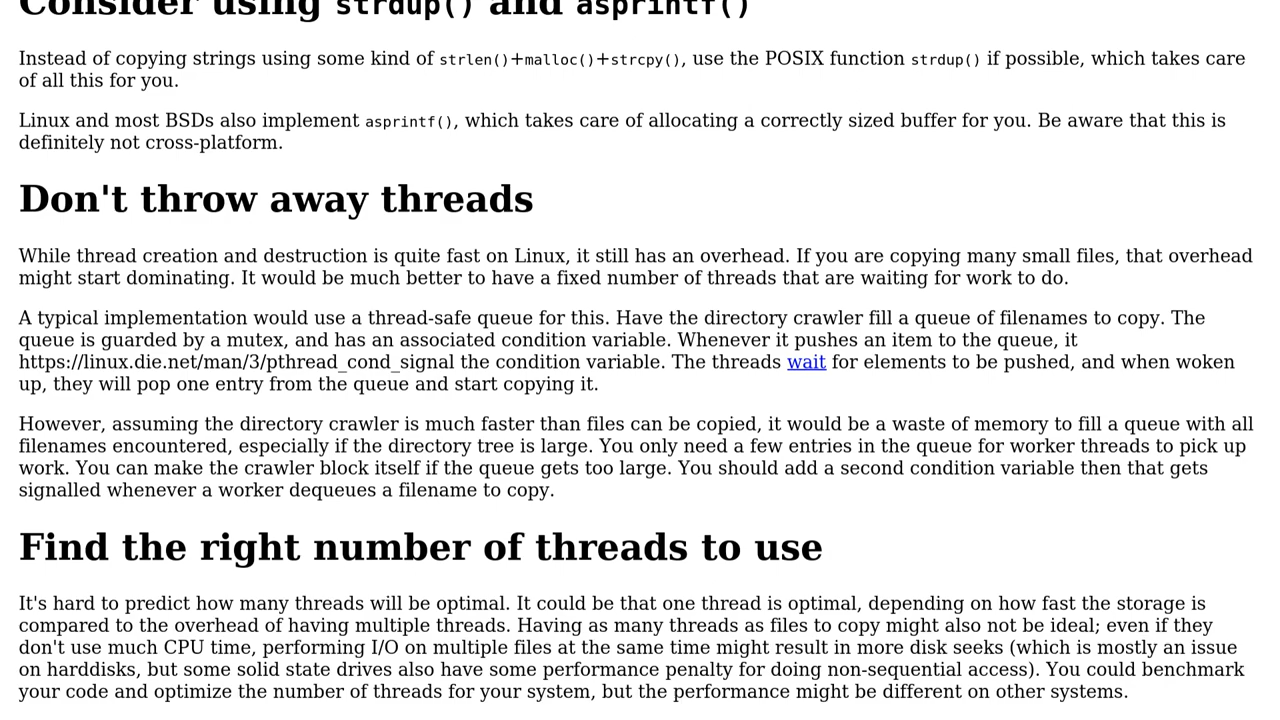 Consider using strdup() and asprintf()
Instead of copying strings using some kind of strlen()+malloc()+strcpy(), use the POSIX function strdup() if possible, which takes care
of all this for you.
Linux and most BSDs also implement asprintf(), which takes care of allocating a correctly sized buffer for you. Be aware that this is
definitely not cross-platform.
Don't throw away threads
While thread creation and destruction is quite fast on Linux, it still has an overhead. If you are copying many small files, that overhead
might start dominating. It would be much better to have a fixed number of threads that are waiting for work to do.
A typical implementation would use a thread-safe queue for this. Have the directory crawler fill a queue of filenames to copy. The
queue is guarded by a mutex, and has an associated condition variable. Whenever it pushes an item to the queue, it
https://linux.die.net/man/3/pthread_cond_signal the condition variable. The threads wait for elements to be pushed, and when woken
up, they will pop one entry from the queue and start copying it.
However, assuming the directory crawler is much faster than files can be copied, it would be a waste of memory to fill a queue with all
filenames encountered, especially if the directory tree is large. You only need a few entries in the queue for worker threads to pick up
work. You can make the crawler block itself if the queue gets too large. You should add a second condition variable then that gets
signalled whenever a worker dequeues a filename to copy.
Find the right number of threads to use
It's hard to predict how many threads will be optimal. It could be that one thread is optimal, depending on how fast the storage is
compared to the overhead of having multiple threads. Having as many threads as files to copy might also not be ideal; even if they
don't use much CPU time, performing I/O on multiple files at the same time might result in more disk seeks (which is mostly an issue
on harddisks, but some solid state drives also have some performance penalty for doing non-sequential access). You could benchmark
your code and optimize the number of threads for your system, but the performance might be different on other systems.